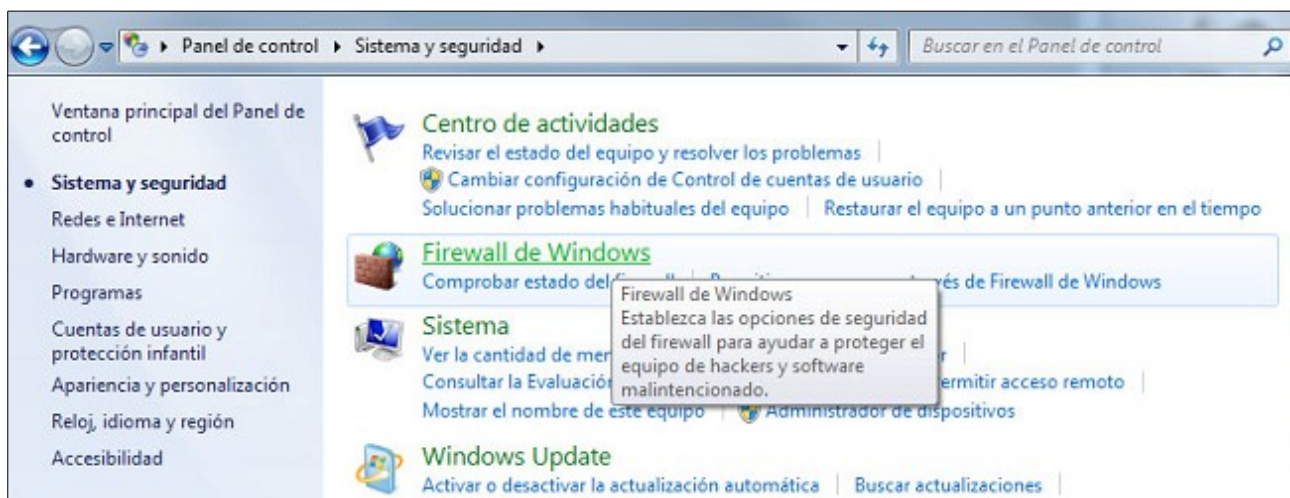 Panel de control ▸ Sistema y seguridad ▸
Buscar en el Panel de control
Ventana principal del Panel de
control
Sistema y seguridad
Redes e Internet
Hardware y sonido
Programas
Cuentas de usuario y
protección infantil
Apariencia y personalización
Reloj, idioma y región
Accesibilidad
Centro de actividades
Revisar el estado del equipo y resolver los problemas
Cambiar configuración de Control de cuentas de usuario
Solucionar problemas habituales del equipo | Restaurar el equipo a un punto anterior en el tiempo
Firewall de Windows
Comprobar estado del de Firewall de Windows
Firewall de Windows
Establezca las opciones de seguridad
del firewall para ayudar a proteger el
equipo de hackers y software
malintencionado.
Sistema
Ver la cantidad de
Consultar la Evaluación acceso remoto
Mostrar el nombre de este equipo | Administrador de dispositivos
Windows Update
Activar o desactivar la actualización automática | Buscar actualizaciones